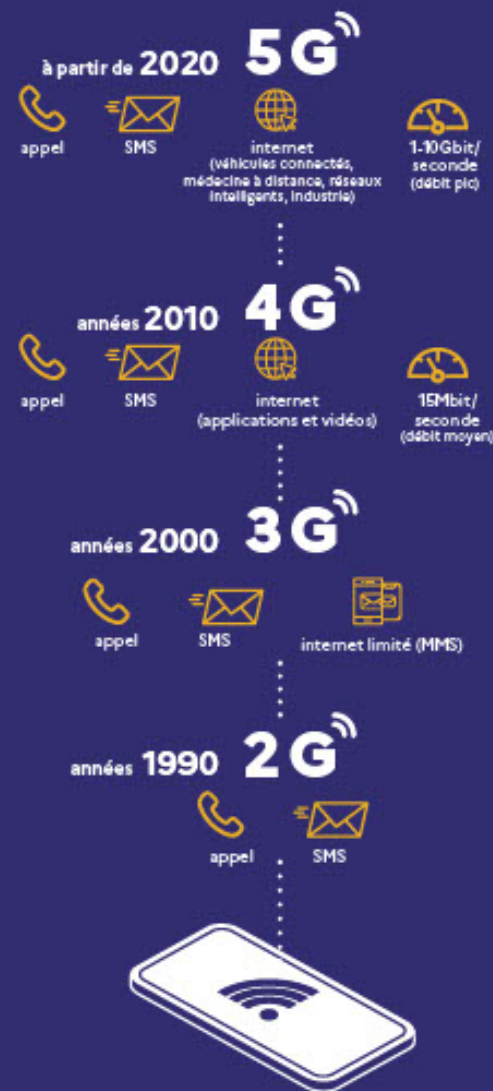 à partir de 2020 5G
appel
SMS
internet
(véhicules connectés,
médecine à distance, réseaux
intelligents, industrie)
1-10Gbit/
seconde
(débit pic)
années 2010 4G
appel
SMS
internet
(applications et vidéos)
15Mbit/
seconde
(débit moyen)
années 2000 3G
appel
SMS
internet limité (MMS)
années 1990 2G
appel
SMS